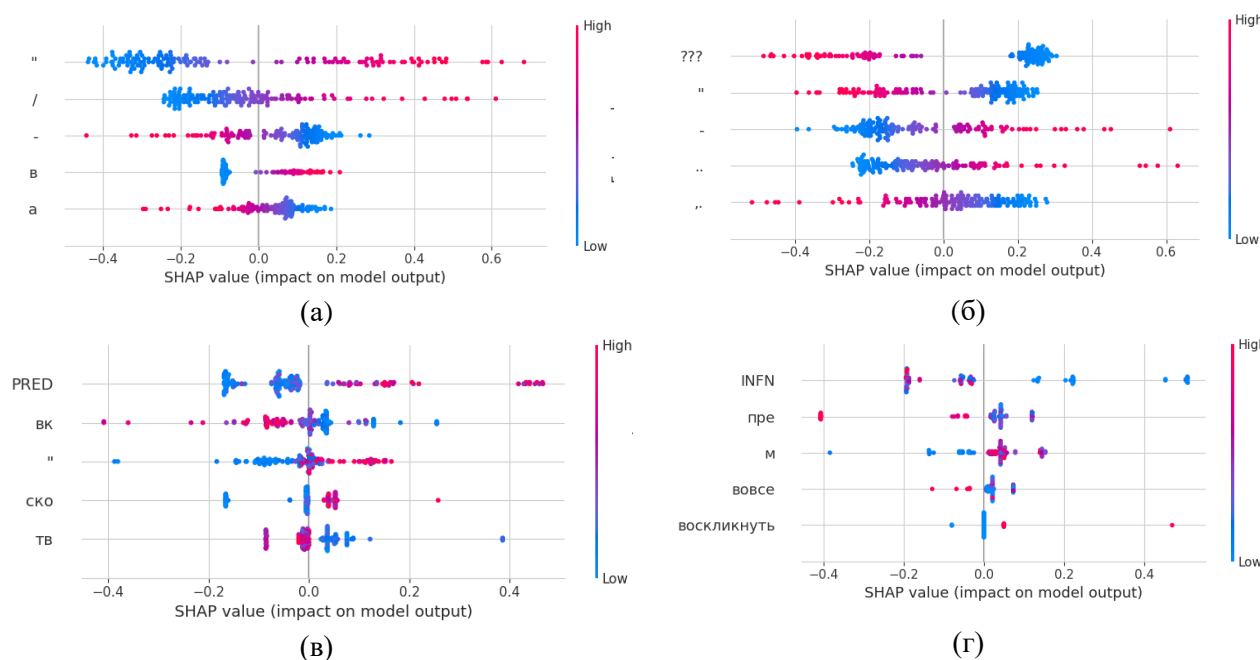 High
"
/
-
в
а
Low
−0.4 −0.2 0.0 0.2 0.4 0.6
SHAP value (impact on model output)
(а)
High
???
"
-
..
,.
Low
−0.4 −0.2 0.0 0.2 0.4 0.6
SHAP value (impact on model output)
(б)
High
PRED
вк
"
ско
тв
Low
−0.4 −0.2 0.0 0.2 0.4
SHAP value (impact on model output)
(в)
High
INFN
пре
м
вовсе
воскликнуть
Low
−0.4 −0.2 0.0 0.2 0.4
SHAP value (impact on model output)
(г)